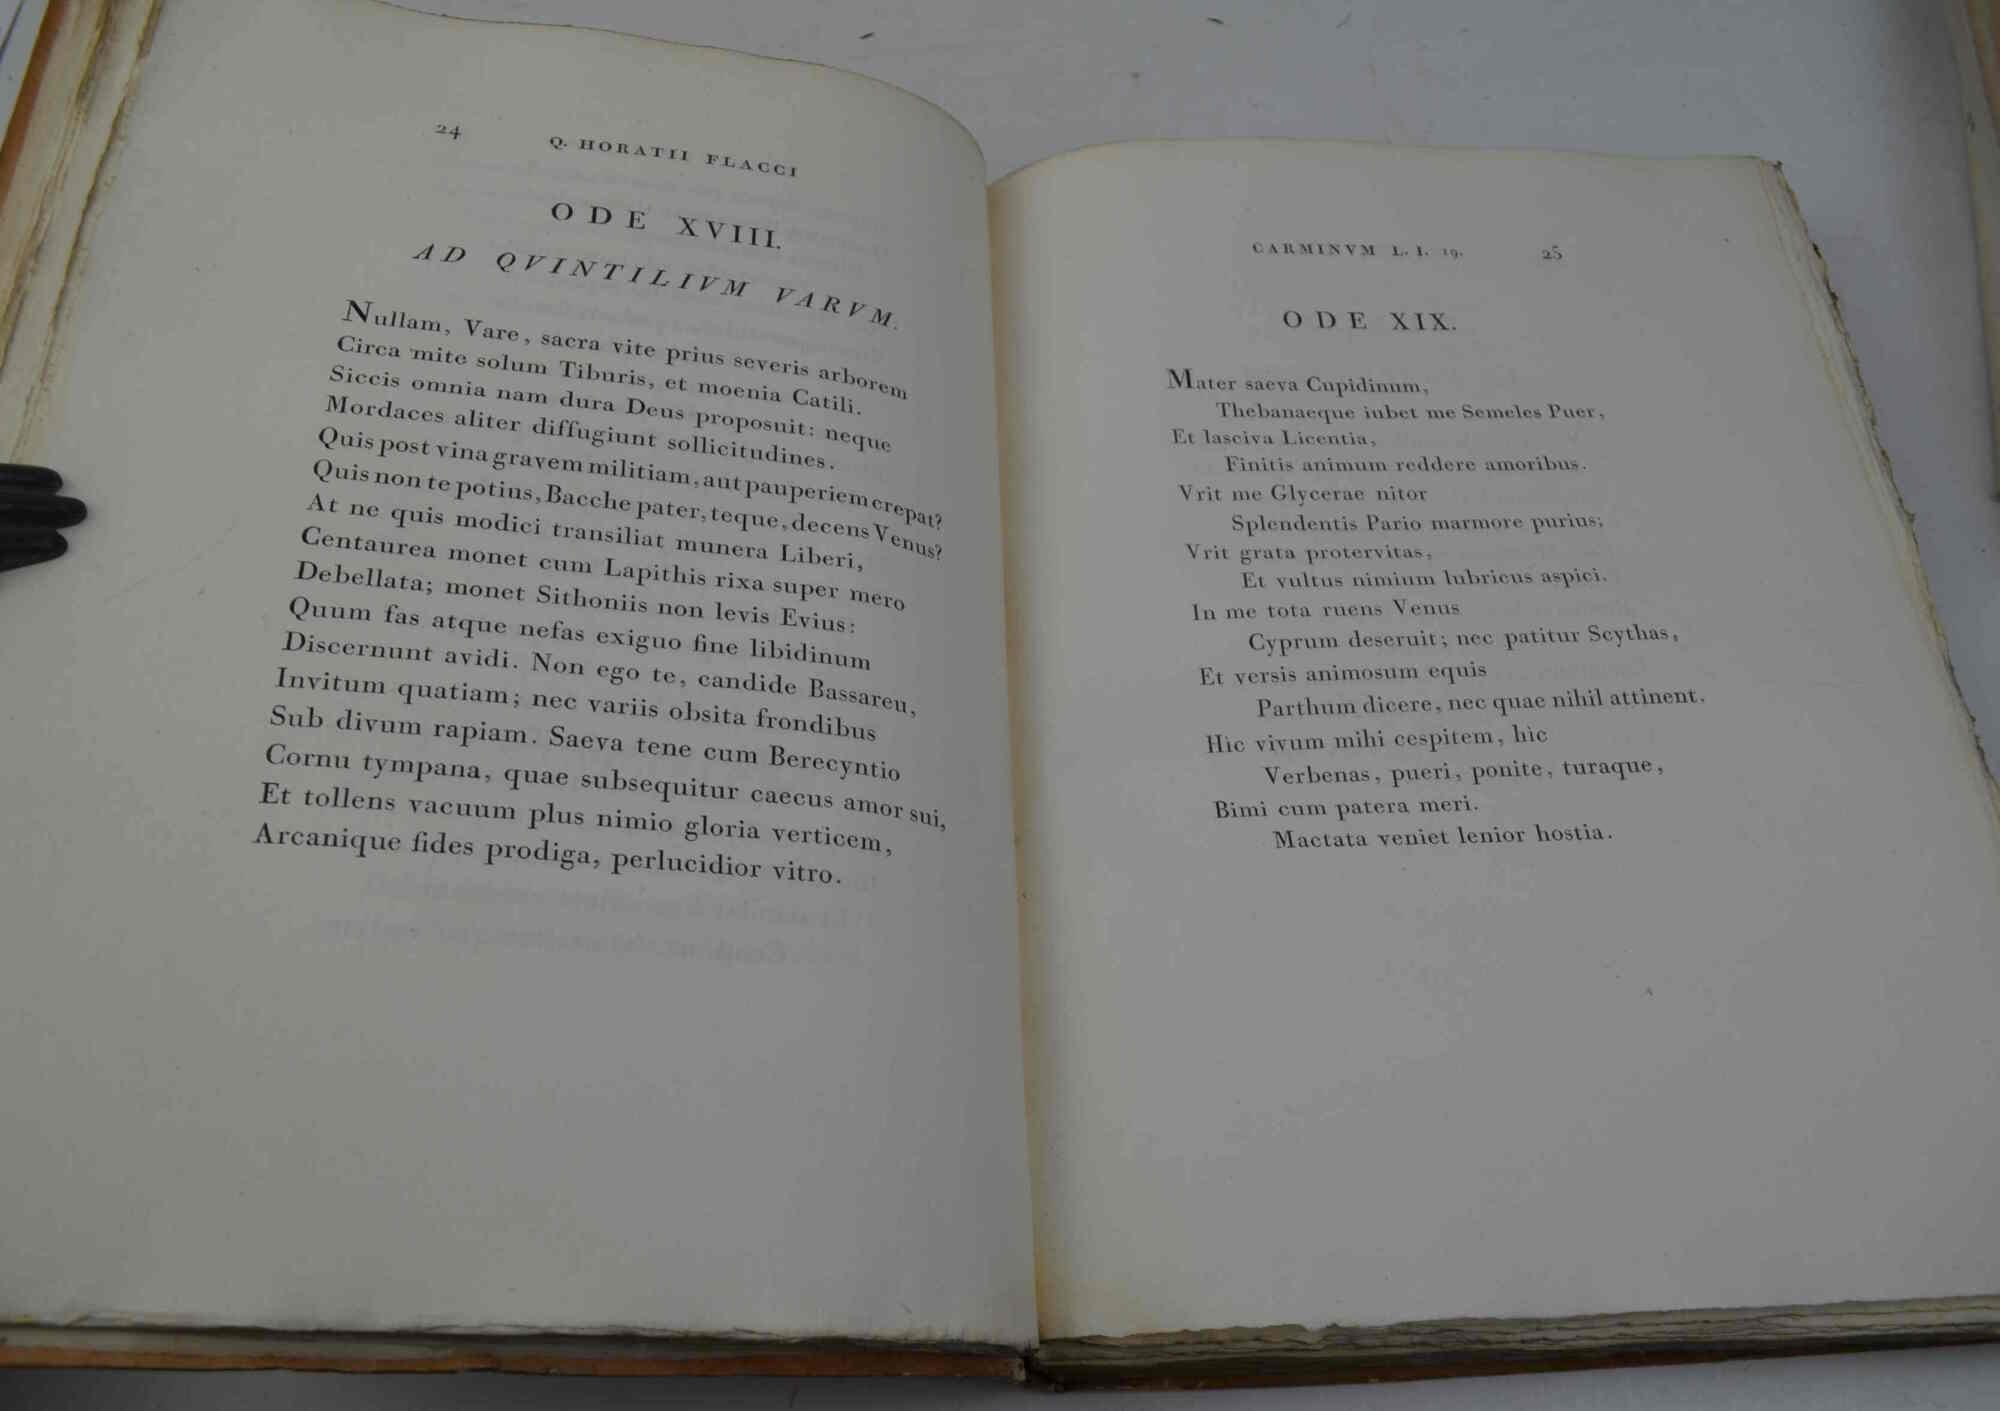 24 Q. HORATII FLACCI
ODE XVIII.
AD QVINTILIVM VARVM.
Nullam, Vare, sacra vite prius severis arborem
Circa mite solum Tiburis, et moenia Catili.
Siccis omnia nam dura Deus proposuit: neque
Mordaces aliter diffugiunt sollicitudines.
Quis post vina gravem militiam, aut pauperiem crepat?
Quis non te potius, Bacche pater, teque, decens Venus?
At ne quis modici transiliat munera Liberi,
Centaurea monet cum Lapithis rixa super mero
Debellata; monet Sithoniis non levis Evius:
Quum fas atque nefas exiguo fine libidinum
Discernunt avidi. Non ego te, candide Bassareu,
Invitum quatiam; nec variis obsita frondibus
Sub divum rapiam. Saeva tene cum Berecyntio
Cornu tympana, quae subsequitur caecus amor sui,
Et tollens vacuum plus nimio gloria verticem,
Arcanique fides prodiga, perlucidior vitro.
CARMINVM L. I. 19. 25
ODE XIX.
Mater saeva Cupidinum,
Thebanaeque iubet me Semeles Puer,
Et lasciva Licentia,
Finitis animum reddere amoribus.
Vrit me Glycerae nitor
Splendentis Pario marmore purius;
Vrit grata protervitas,
Et vultus nimium lubricus aspici.
In me tota ruens Venus
Cyprum deseruit; nec patitur Scythas,
Et versis animosum equis
Parthum dicere, nec quae nihil attinent.
Hic vivum mihi cespitem, hic
Verbenas, pueri, ponite, turaque,
Bimi cum patera meri.
Mactata veniet lenior hostia.